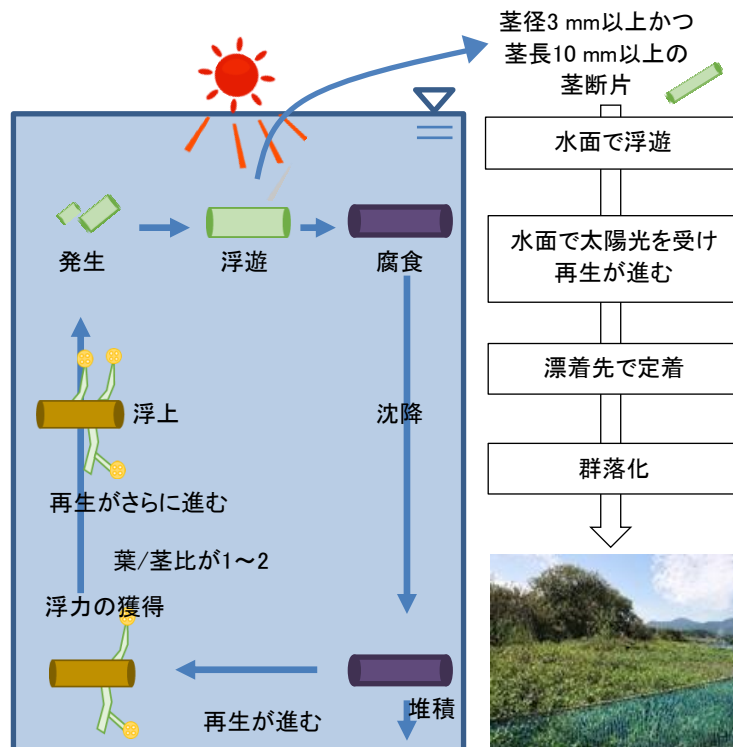 茎径3 mm以上かつ
茎長10 mm以上の
茎断片
水面で浮遊
水面で太陽光を受け
再生が進む
漂着先で定着
群落化
発生
浮遊
腐食
浮上
沈降
再生がさらに進む
葉/茎比が1～2
浮力の獲得
再生が進む
堆積